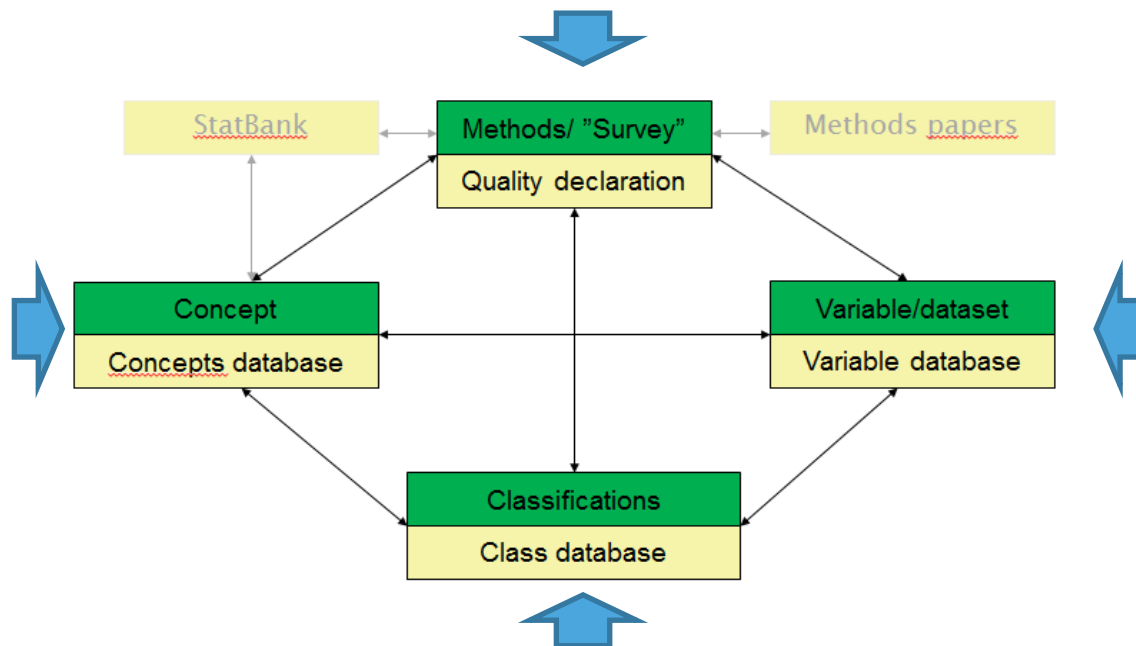 StatBank
Methods/ ”Survey”
Methods papers
Quality declaration
Concept
Variable/dataset
Concepts database
Variable database
Classifications
Class database